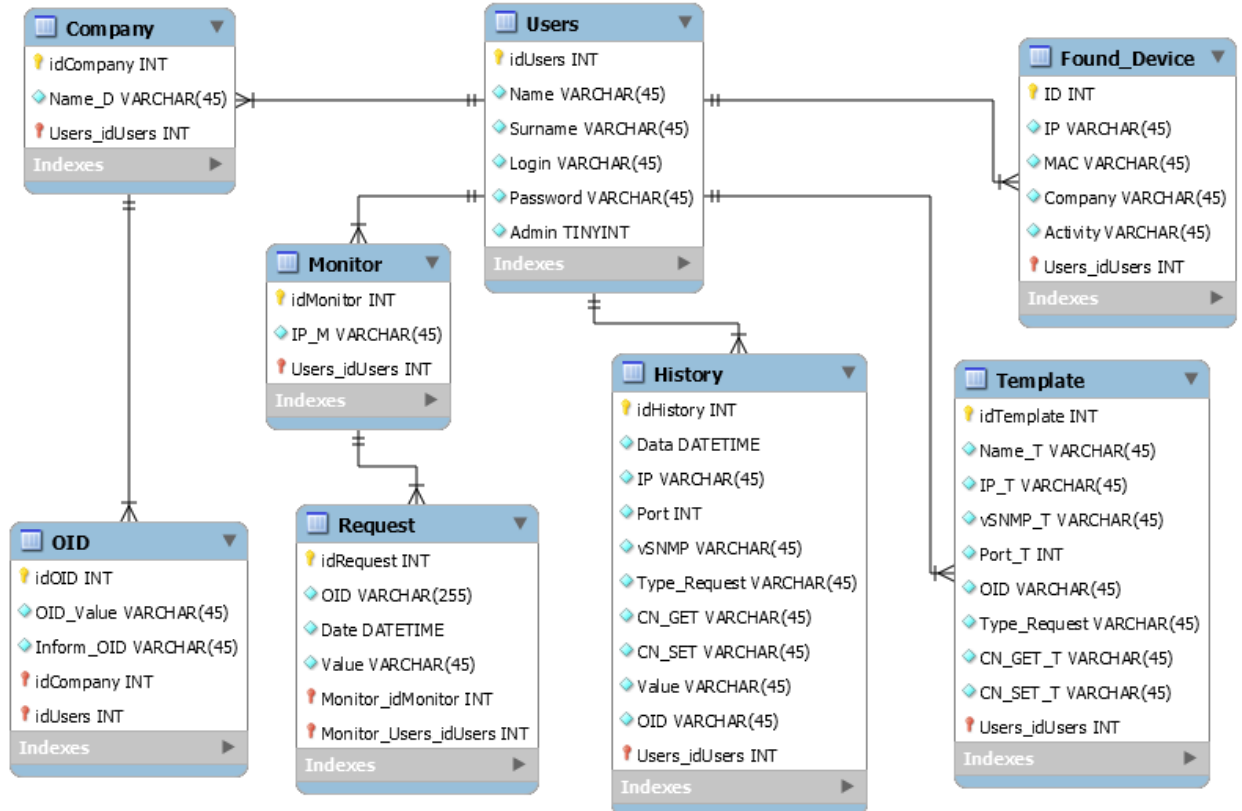 Company
idCompany INT
Name_D VARCHAR(45)
Users_idUsers INT
Indexes
Users
idUsers INT
Name VARCHAR(45)
Surname VARCHAR(45)
Login VARCHAR(45)
Password VARCHAR(45)
Admin TINYINT
Indexes
Found_Device
ID INT
IP VARCHAR(45)
MAC VARCHAR(45)
Company VARCHAR(45)
Activity VARCHAR(45)
Users_idUsers INT
Indexes
Monitor
idMonitor INT
IP_M VARCHAR(45)
Users_idUsers INT
Indexes
History
idHistory INT
Data DATETIME
IP VARCHAR(45)
Port INT
vSNMP VARCHAR(45)
Type_Request VARCHAR(45)
CN_GET VARCHAR(45)
CN_SET VARCHAR(45)
Value VARCHAR(45)
OID VARCHAR(45)
Users_idUsers INT
Indexes
Template
idTemplate INT
Name_T VARCHAR(45)
IP_T VARCHAR(45)
vSNMP_T VARCHAR(45)
Port_T INT
OID VARCHAR(45)
Type_Request VARCHAR(45)
CN_GET_T VARCHAR(45)
CN_SET_T VARCHAR(45)
Users_idUsers INT
Indexes
OID
idOID INT
OID_Value VARCHAR(45)
Inform_OID VARCHAR(45)
idCompany INT
idUsers INT
Indexes
Request
idRequest INT
OID VARCHAR(255)
Date DATETIME
Value VARCHAR(45)
Monitor_idMonitor INT
Monitor_Users_idUsers INT
Indexes